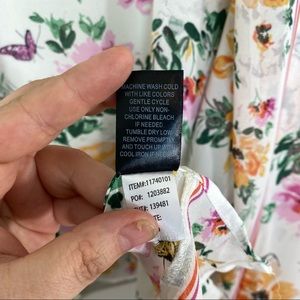 MACHINE WASH COLD
WITH LIKE COLORS
GENTLE CYCLE
USE ONLY NON-
CHLORINE BLEACH
IF NEEDED
TUMBLE DRY LOW
REMOVE PROMPTLY
AND TOUCH UP WITH
COOL IRON IF NEEDED
ITEM#: 11740101
PO#: 1203882
139481